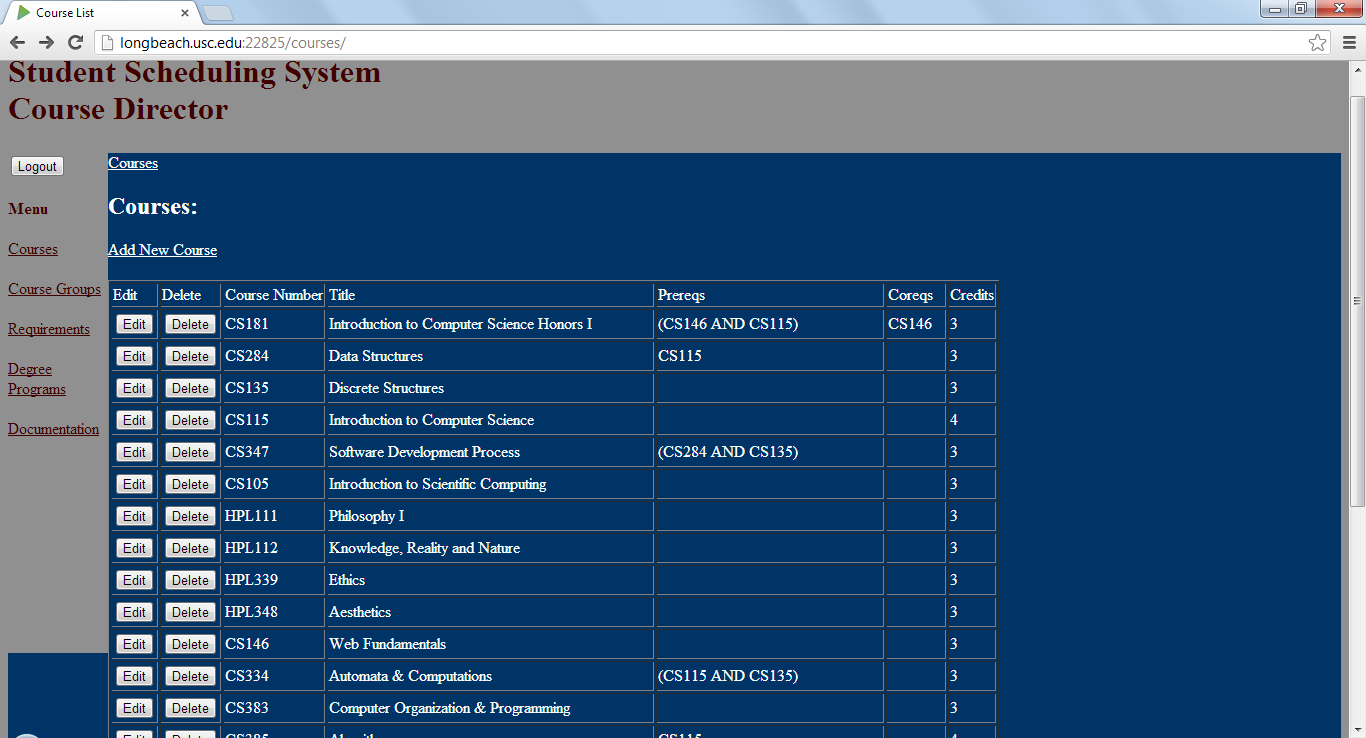 Course List
longbeach.usc.edu:22825/courses/
Student Scheduling System
Course Director
Logout
Menu
Courses
Course Groups
Requirements
Degree
Programs
Documentation
Courses
Courses:
Add New Course
Edit Delete Course Number Title Prereqs Coreqs Credits
Edit Delete CS181 Introduction to Computer Science Honors I (CS146 AND CS115) CS146 3
Edit Delete CS284 Data Structures CS115 3
Edit Delete CS135 Discrete Structures 3
Edit Delete CS115 Introduction to Computer Science 4
Edit Delete CS347 Software Development Process (CS284 AND CS135) 3
Edit Delete CS105 Introduction to Scientific Computing 3
Edit Delete HPL111 Philosophy I 3
Edit Delete HPL112 Knowledge, Reality and Nature 3
Edit Delete HPL339 Ethics 3
Edit Delete HPL348 Aesthetics 3
Edit Delete CS146 Web Fundamentals 3
Edit Delete CS334 Automata & Computations (CS115 AND CS135) 3
Edit Delete CS383 Computer Organization & Programming 3
Edit Delete CS385 CS115 4